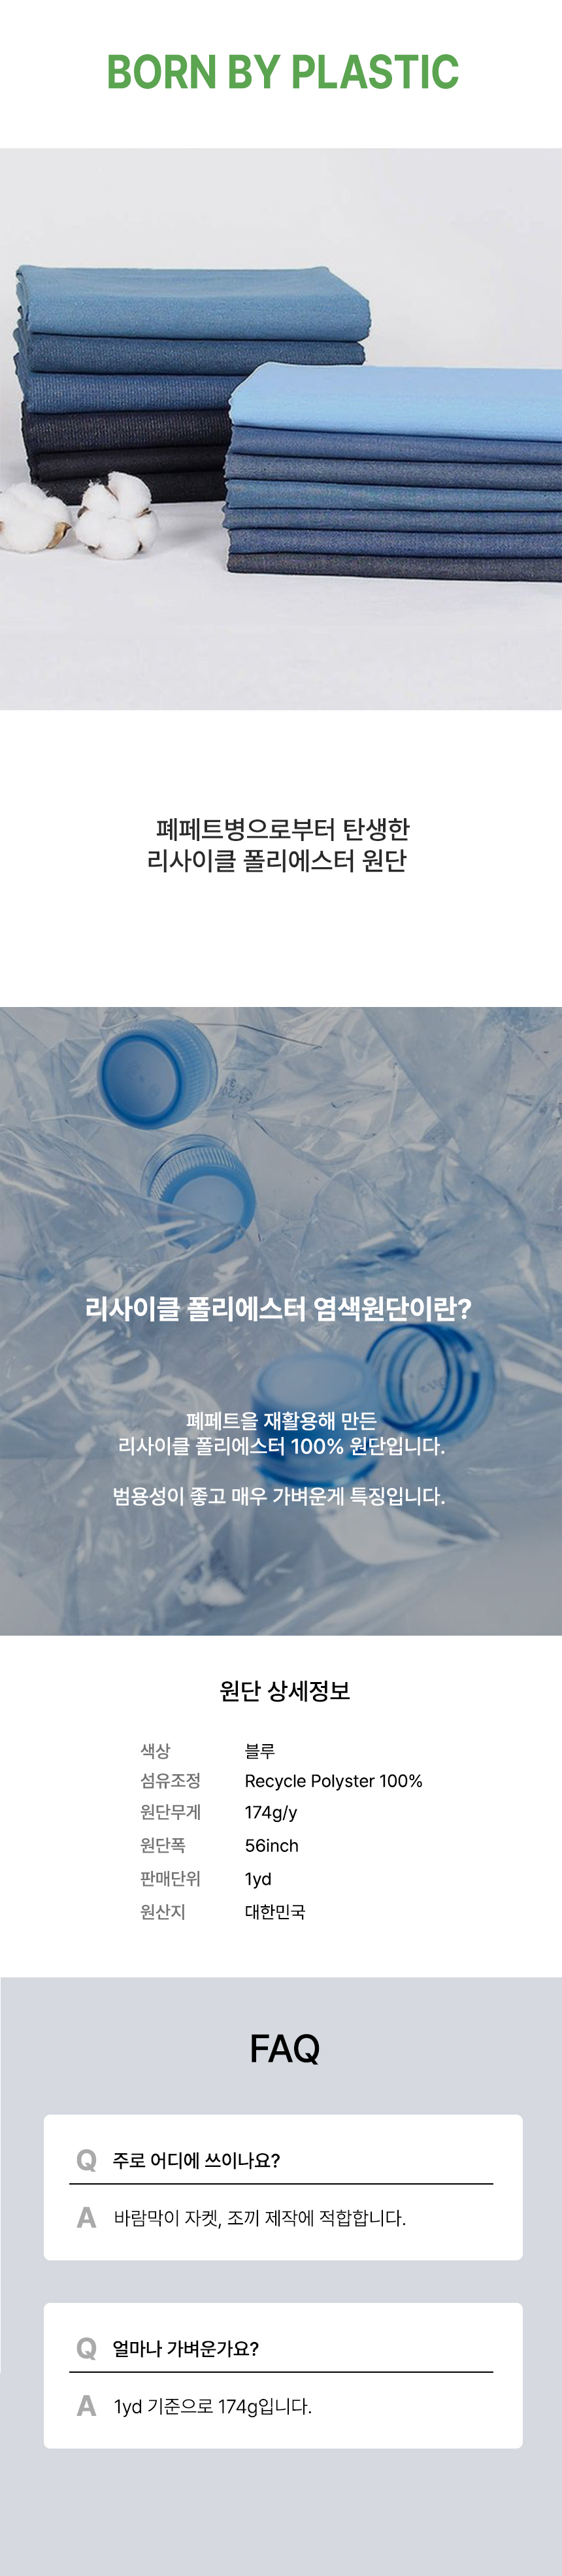 BORN BY PLASTIC
폐페트병으로부터 탄생한
리사이클 폴리에스터 원단
리사이클 폴리에스터 염색원단이란?
폐페트을 재활용해 만든
리사이클 폴리에스터 100% 원단입니다.
범용성이 좋고 매우 가벼운게 특징입니다.
원단 상세정보
색상 블루
섬유조정 Recycle Polyster 100%
원단무게 174g/y
원단폭 56inch
판매단위 1yd
원산지 대한민국
FAQ
Q 주로 어디에 쓰이나요?
A 바람막이 자켓, 조끼 제작에 적합합니다.
Q 얼마나 가벼운가요?
A 1yd 기준으로 174g입니다.